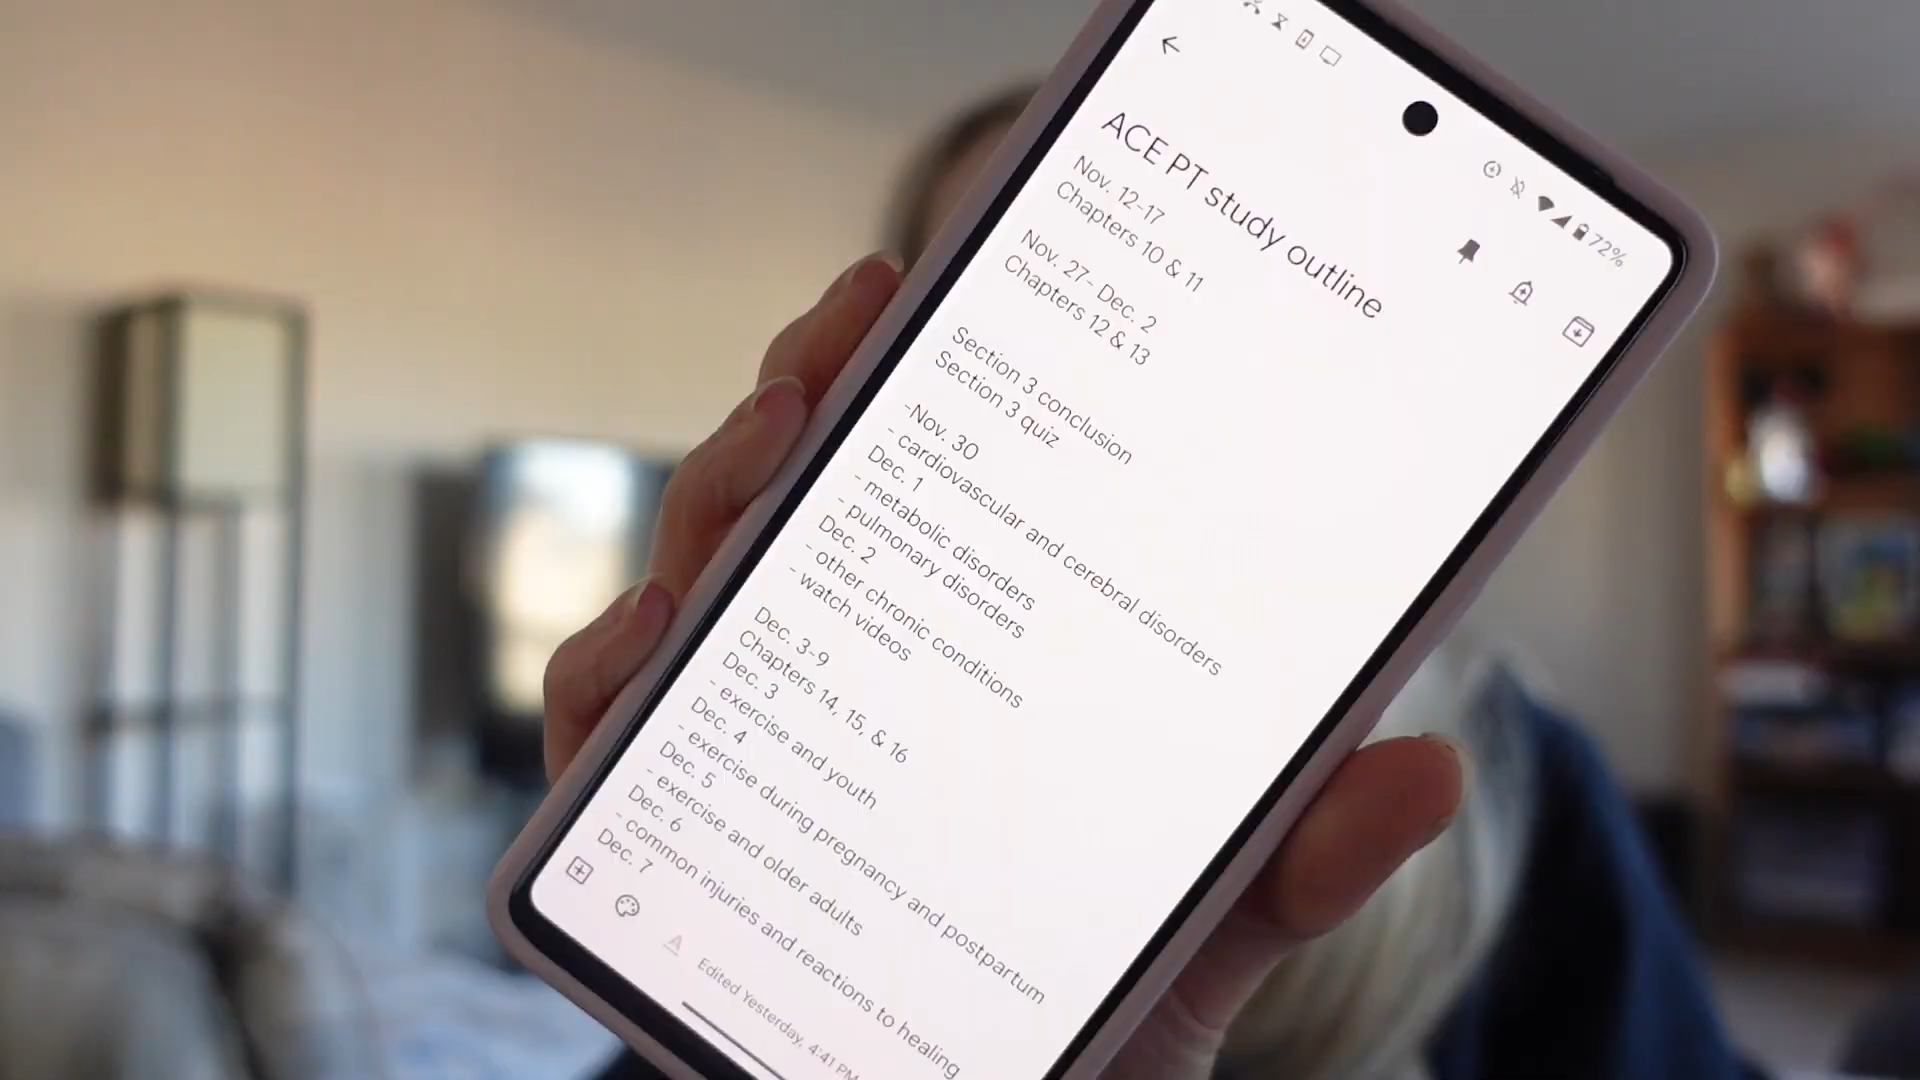 72%
ACE PT study outline
Nov. 12-17
Chapters 10 & 11
Nov. 27- Dec. 2
Chapters 12 & 13
Section 3 conclusion
Section 3 quiz
-Nov. 30
- cardiovascular and cerebral disorders
Dec. 1
- metabolic disorders
- pulmonary disorders
Dec. 2
- other chronic conditions
- watch videos
Dec. 3-9
Chapters 14, 15, & 16
Dec. 3
- exercise and youth
Dec. 4
- exercise during pregnancy and postpartum
Dec. 5
- exercise and older adults
Dec. 6
- common injuries and reactions to healing
Dec. 7
A
Edited Yesterday, 4:41 PM